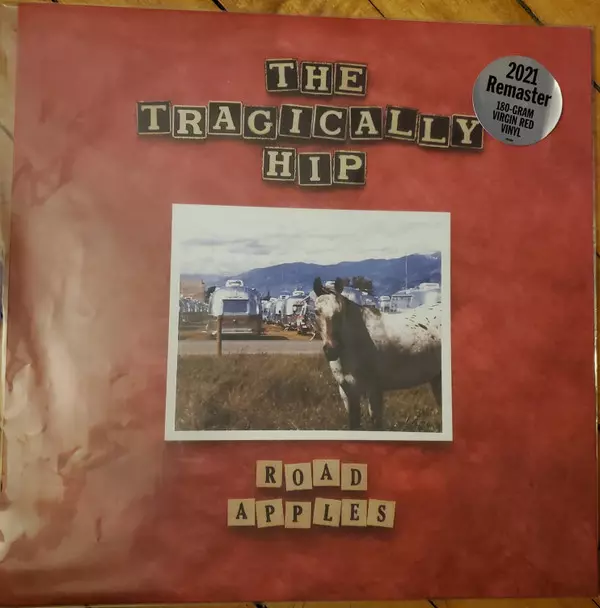 THE
TRAGICALLY
HIP
2021
Remaster
180-GRAM
VIRGIN RED
VINYL
ROAD
APPLES